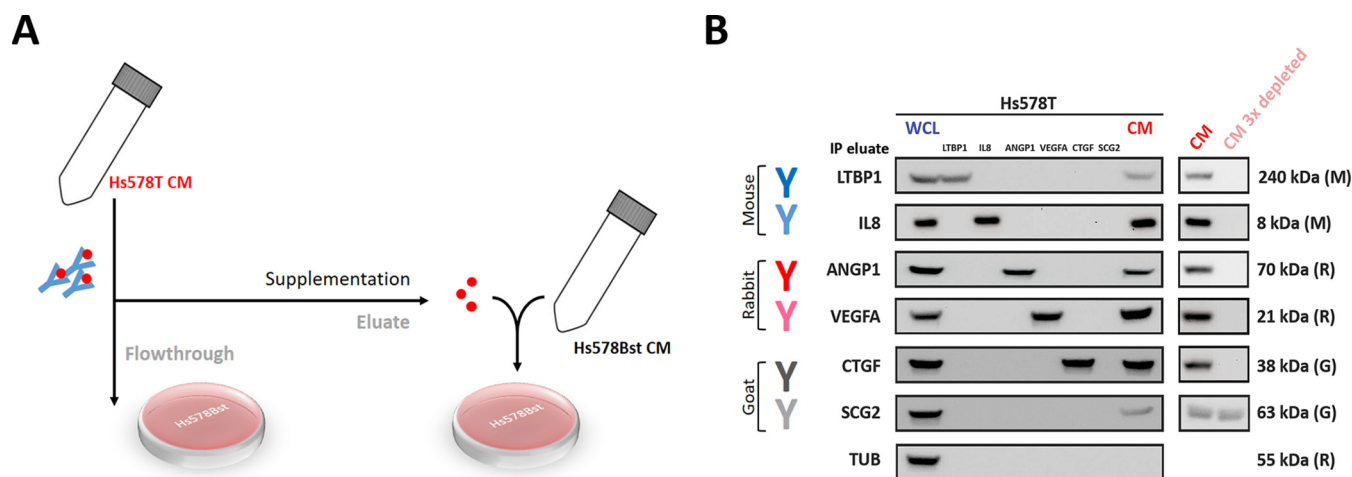 A
Hs578T CM
Supplementation
Eluate
Flowthrough
Hs578Bst CM
Hs578Bst
Hs578Bst
B
Hs578T
WCL
CM
CM
CM 3x depleted
IP eluate
LTBP1 IL8 ANGP1 VEGFA CTGF SCG2
Mouse
LTBP1
240 kDa (M)
IL8
8 kDa (M)
Rabbit
ANGP1
70 kDa (R)
VEGFA
21 kDa (R)
Goat
CTGF
38 kDa (G)
SCG2
63 kDa (G)
TUB
55 kDa (R)